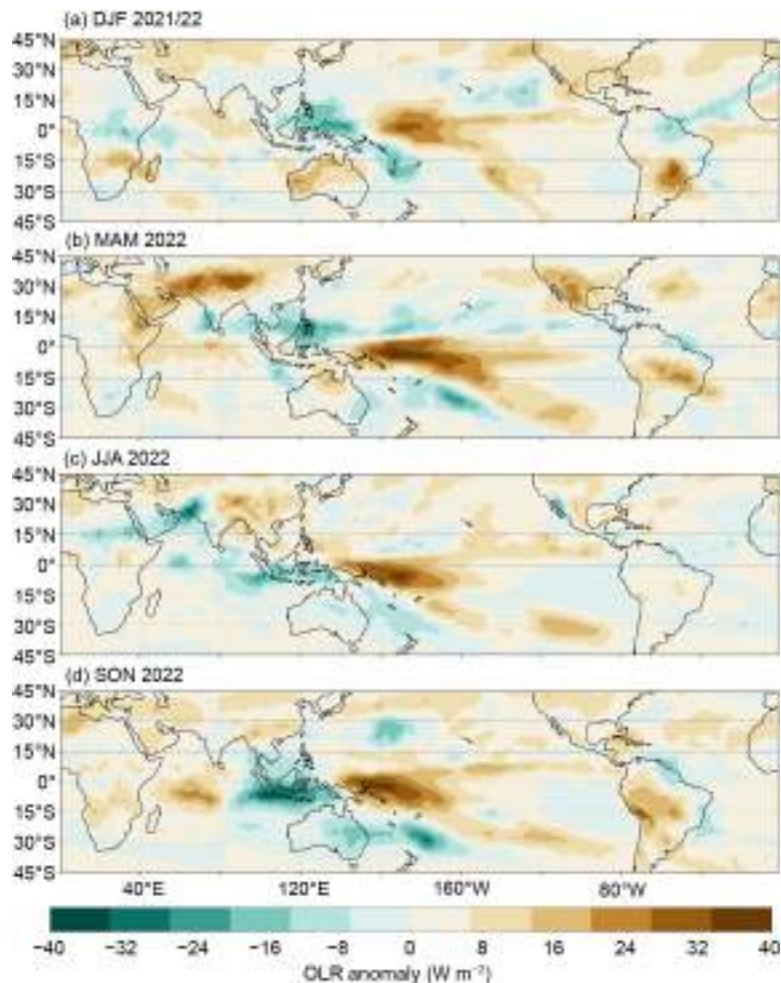 (a) DJF 2021/22
45°N
30°N
15°N
0°
15°S
30°S
45°S
(b) MAM 2022
45°N
30°N
15°N
0°
15°S
30°S
45°S
(c) JJA 2022
45°N
30°N
15°N
0°
15°S
30°S
45°S
(d) SON 2022
45°N
30°N
15°N
0°
15°S
30°S
45°S
40°E 120°E 160°W 80°W
−40 −32 −24 −16 −8 0 8 16 24 32 40
OLR anomaly (W m⁻²)